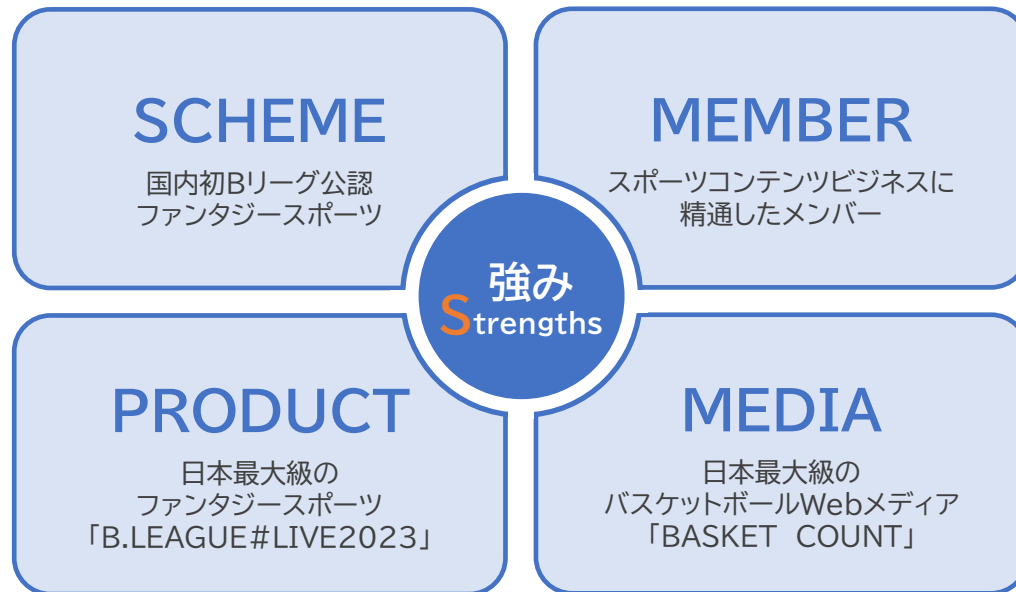 SCHEME
国内初Bリーグ公認
ファンタジースポーツ
MEMBER
スポーツコンテンツビジネスに
精通したメンバー
強み
Strengths
PRODUCT
日本最大級の
ファンタジースポーツ
「B.LEAGUE#LIVE2023」
MEDIA
日本最大級の
バスケットボールWebメディア
「BASKET COUNT」